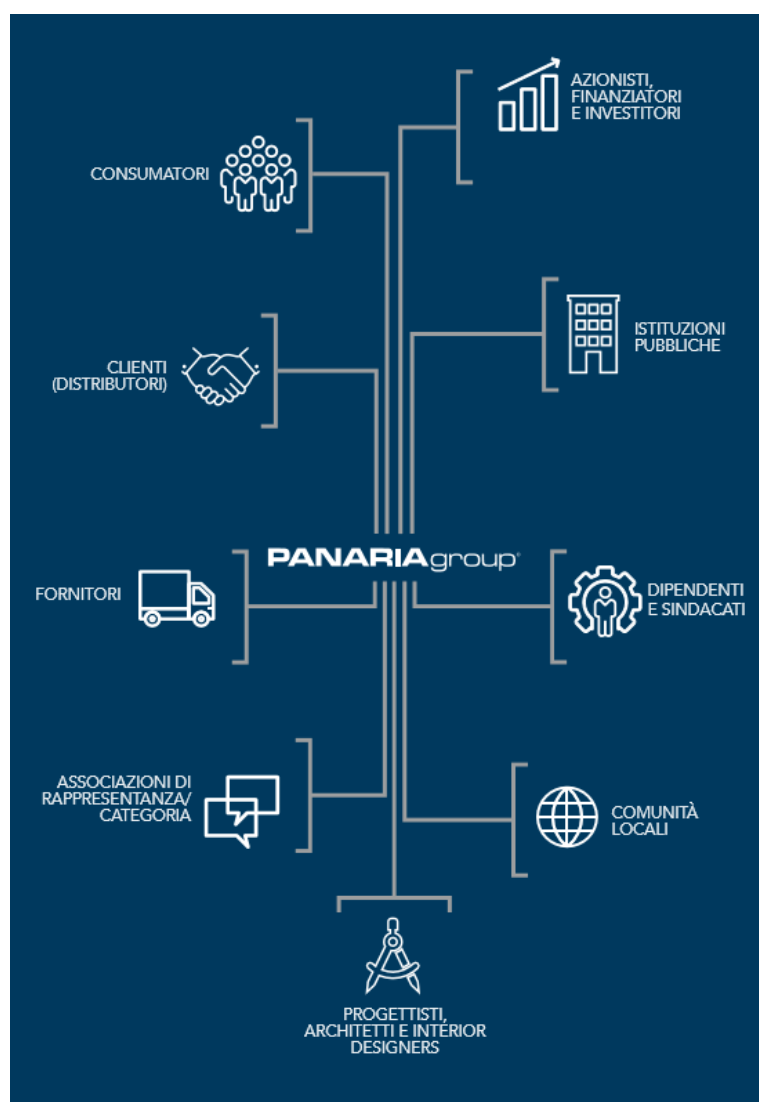 AZIONISTI,
FINANZIATORI
E INVESTITORI
CONSUMATORI
ISTITUZIONI
PUBBLICHE
CLIENTI
(DISTRIBUTORI)
PANARIAgroup®
FORNITORI
DIPENDENTI
E SINDACATI
ASSOCIAZIONI DI
RAPPRESENTANZA/
CATEGORIA
COMUNITÀ
LOCALI
PROGETTISTI,
ARCHITETTI E INTERIOR
DESIGNERS